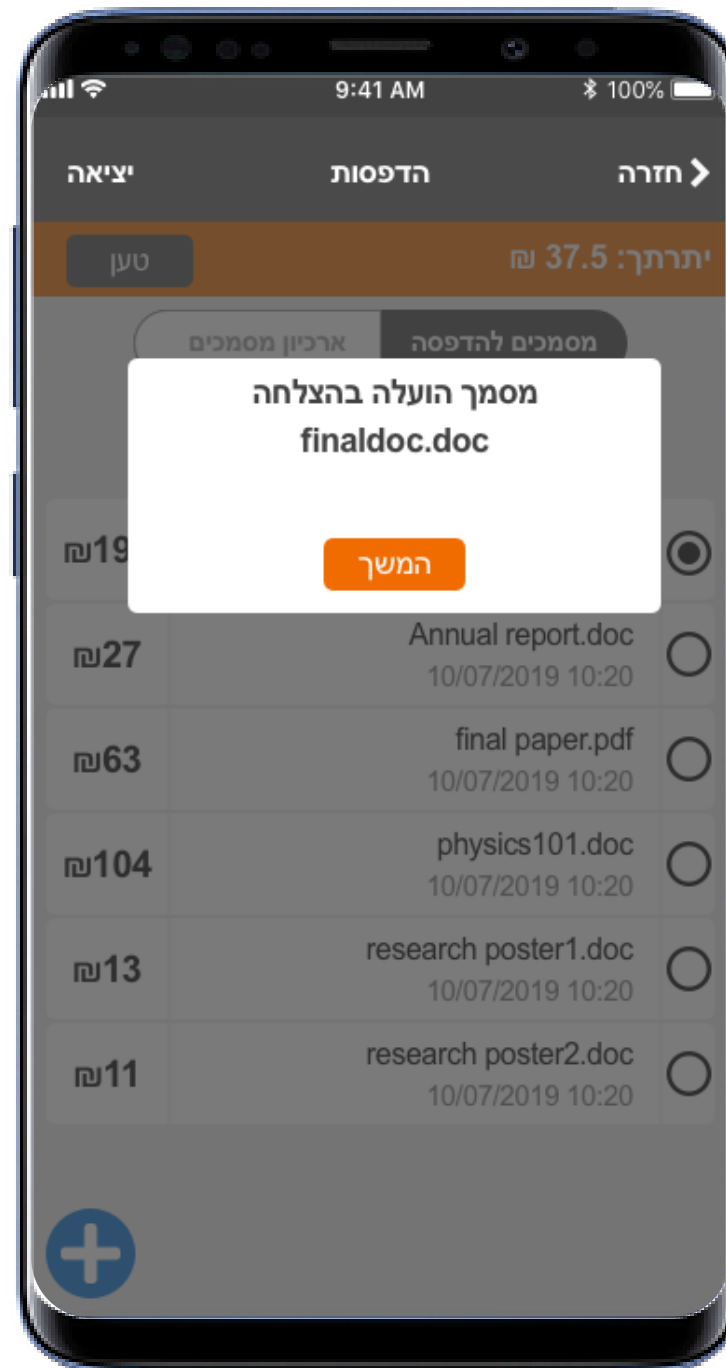 9:41 AM 100%
חזרה הדפסות יציאה
יתרתך: 37.5 ₪ טען
מסמכים להדפסה ארכיון מסמכים
מסמך הועלה בהצלחה
finaldoc.doc
המשך
₪19
Annual report.doc ₪27
10/07/2019 10:20
final paper.pdf ₪63
10/07/2019 10:20
physics101.doc ₪104
10/07/2019 10:20
research poster1.doc ₪13
10/07/2019 10:20
research poster2.doc ₪11
10/07/2019 10:20